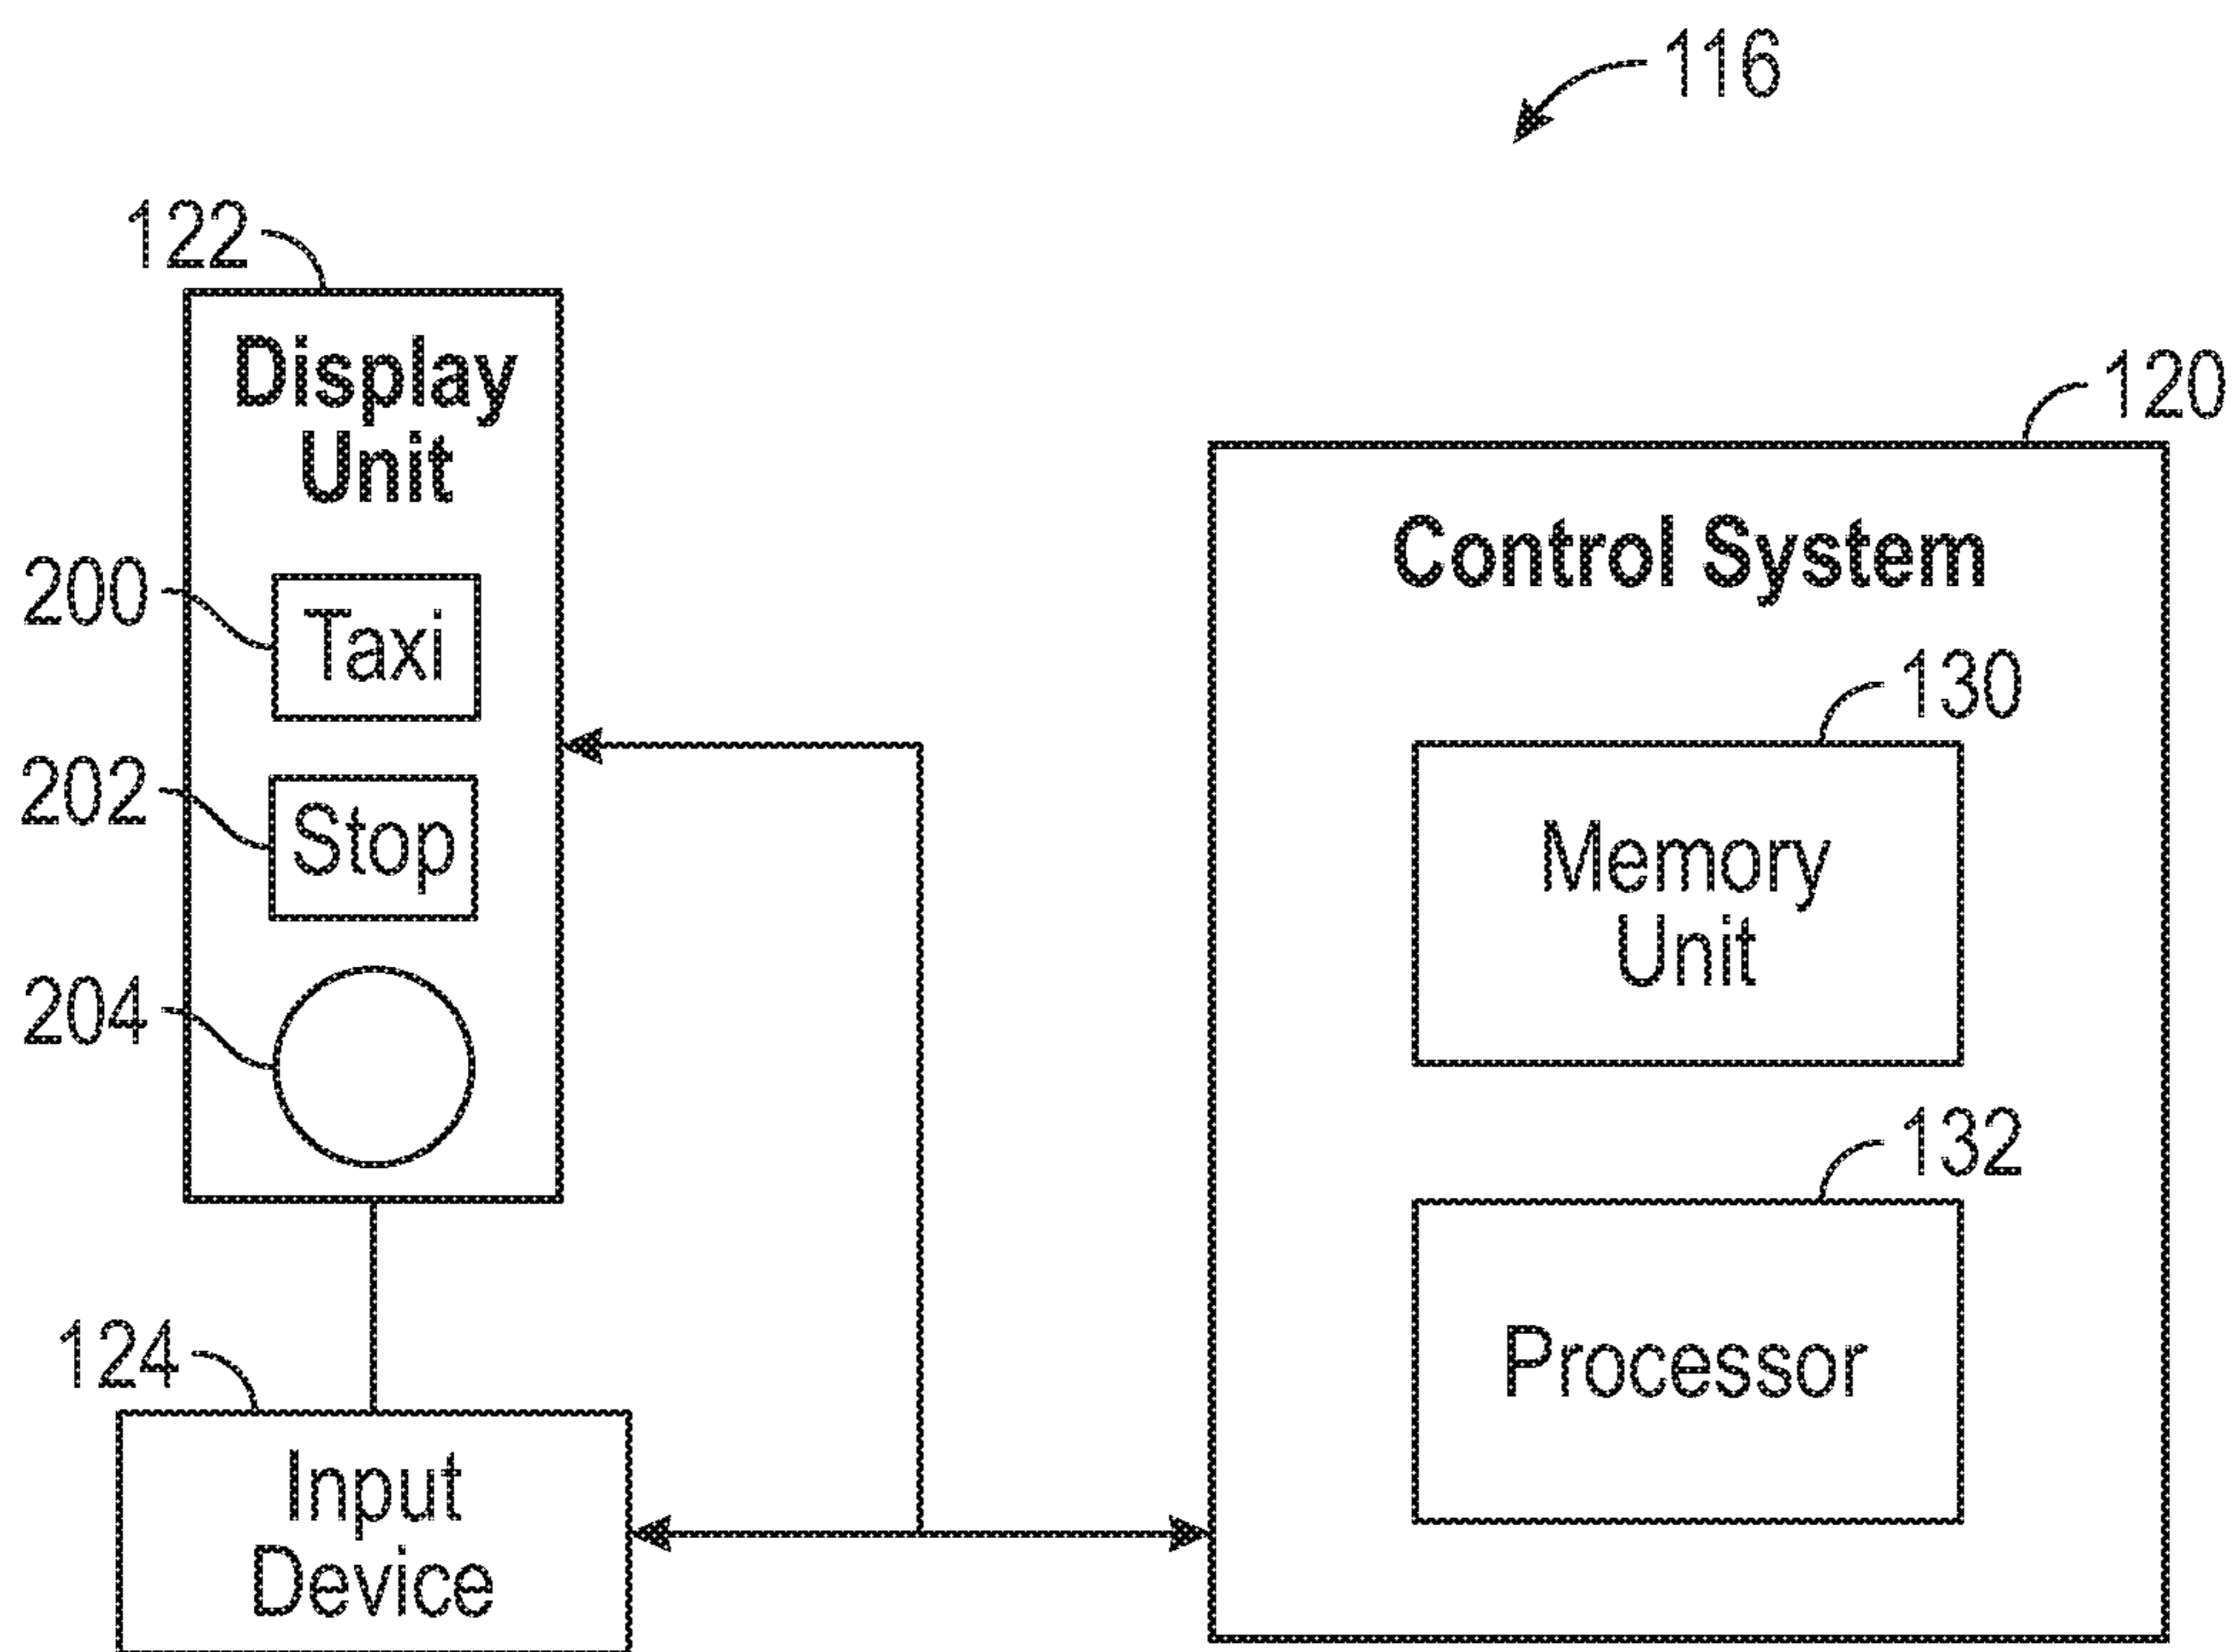 116
122
Display
Unit
120
Control System
200
Taxi
130
202
Stop
Memory
Unit
204
132
Processor
124
Input
Device